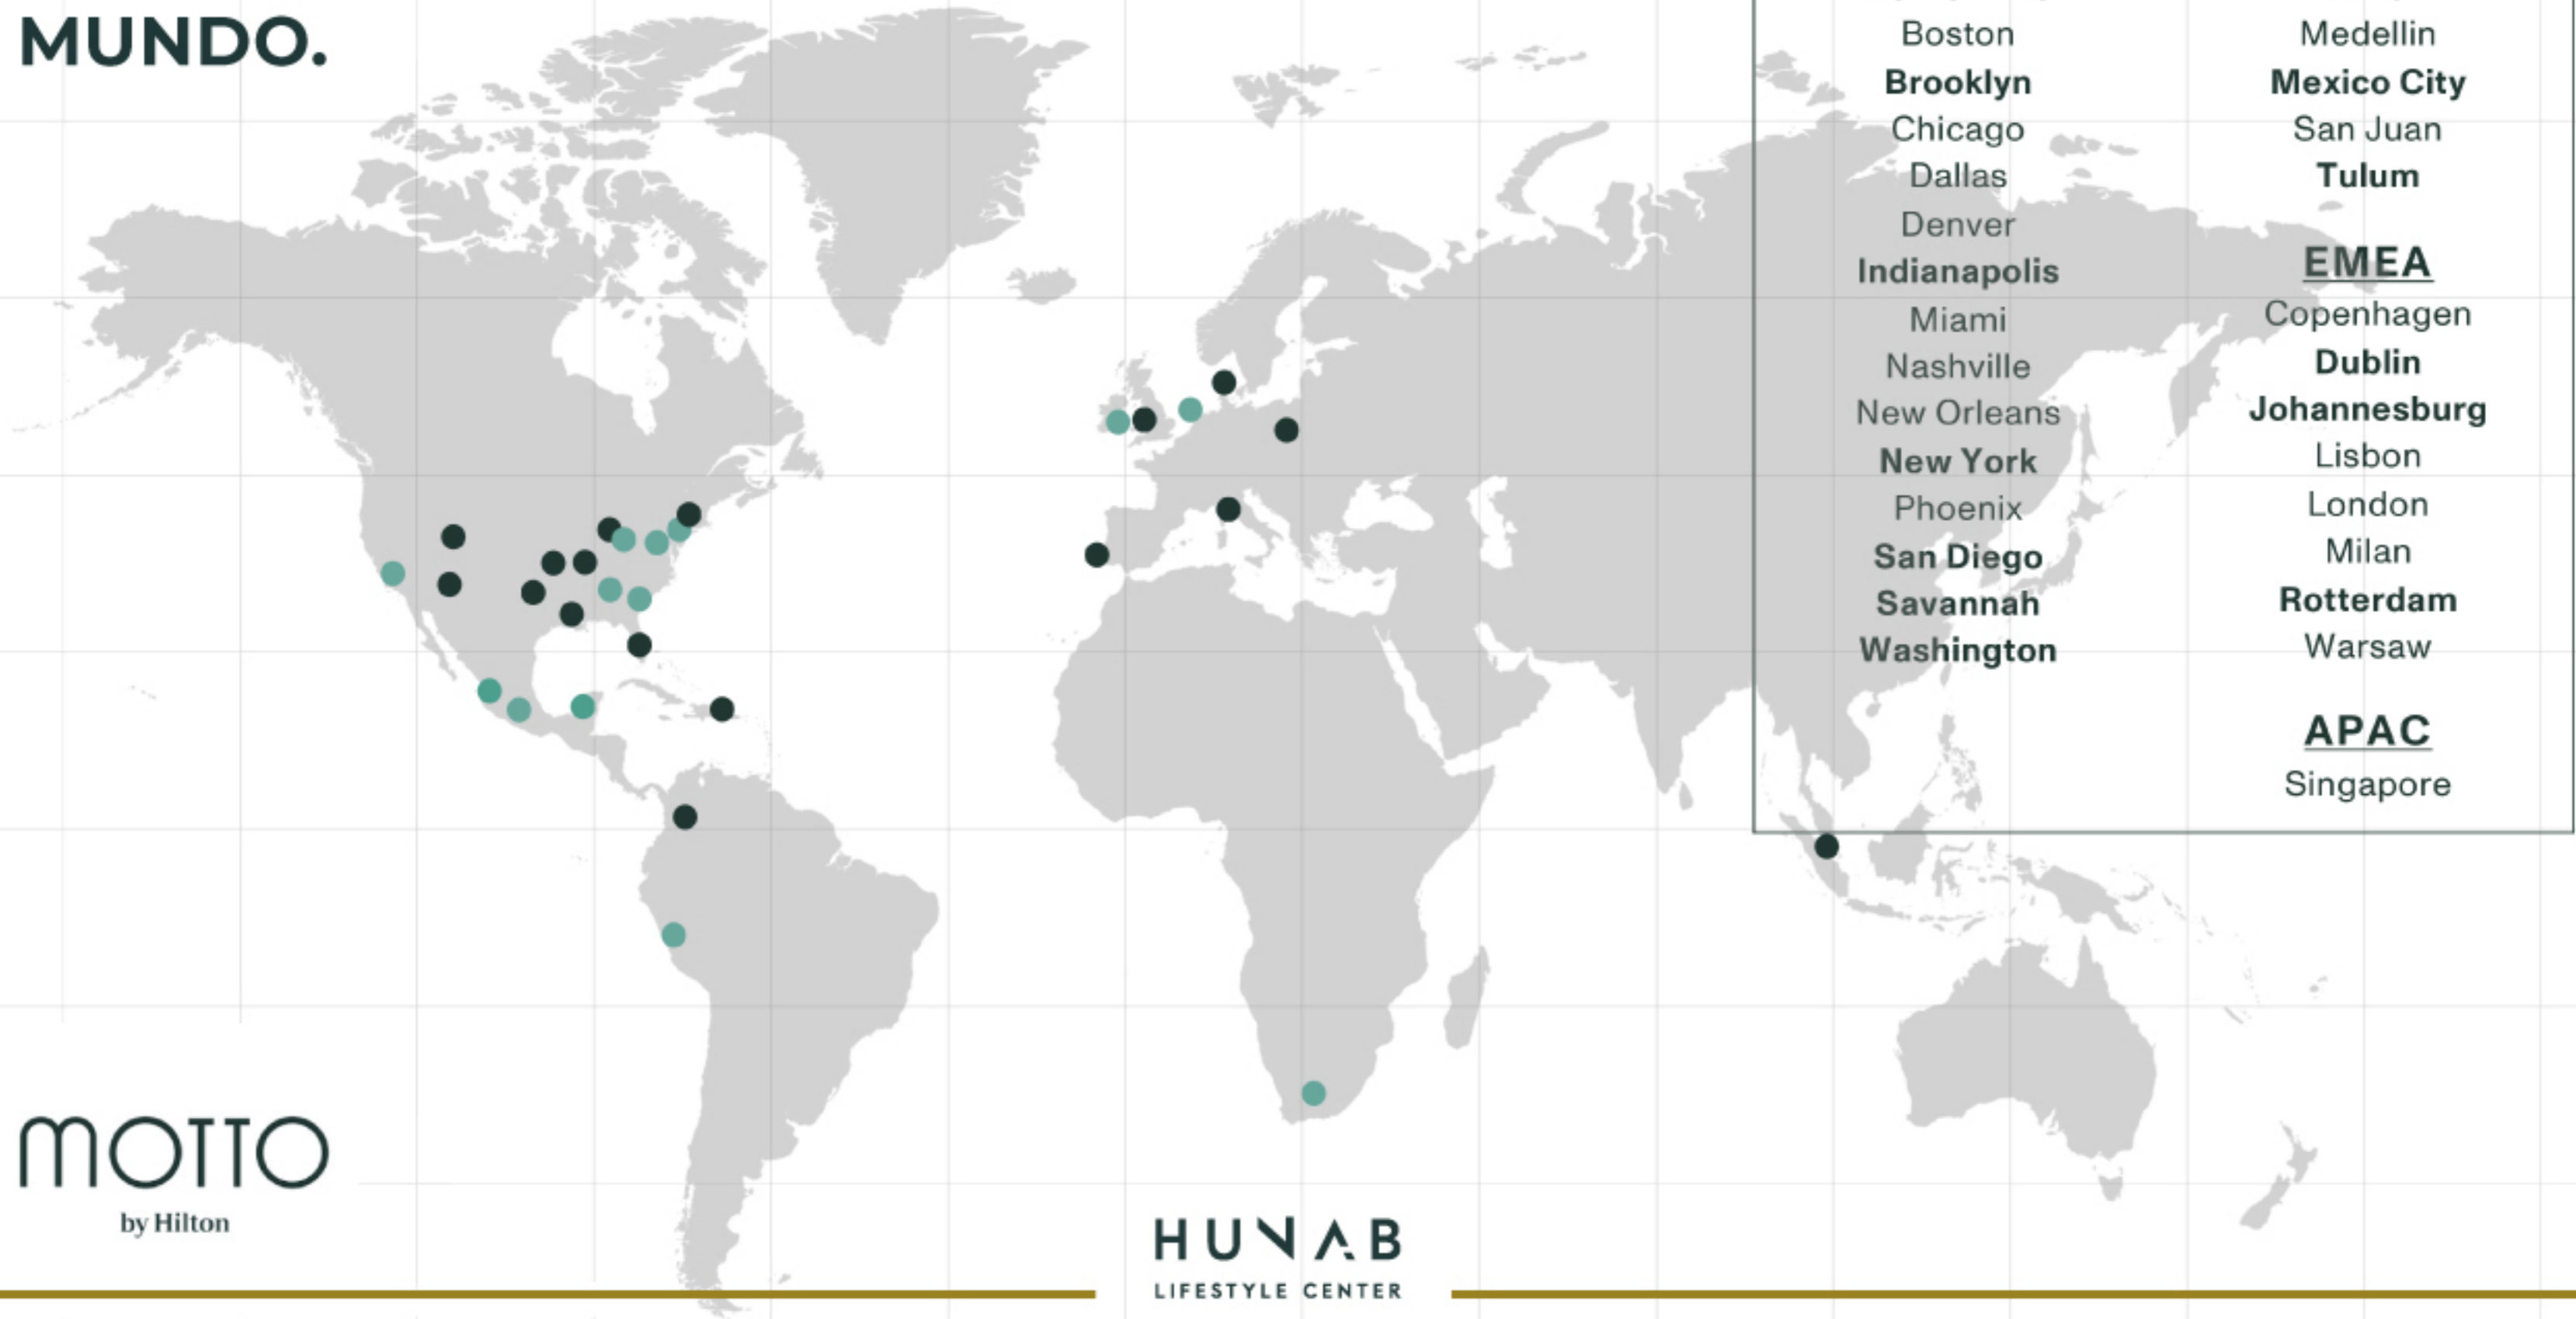 MUNDO.
Boston
Brooklyn
Chicago
Dallas
Denver
Indianapolis
Miami
Nashville
New Orleans
New York
Phoenix
San Diego
Savannah
Washington
Medellin
Mexico City
San Juan
Tulum
EMEA
Copenhagen
Dublin
Johannesburg
Lisbon
London
Milan
Rotterdam
Warsaw
APAC
Singapore
MOTTO
by Hilton
HUNAB
LIFESTYLE CENTER